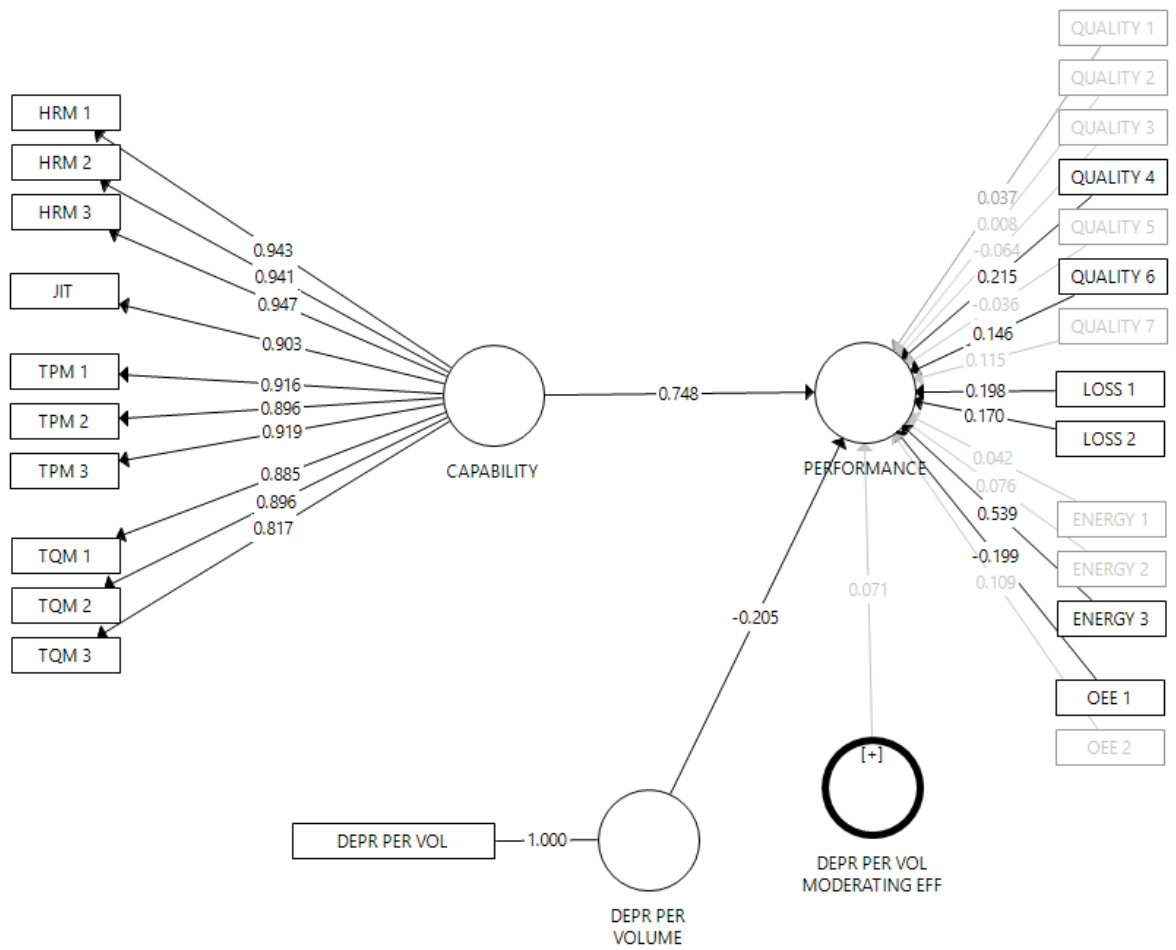 QUALITY 1
QUALITY 2
QUALITY 3
QUALITY 4
QUALITY 5
QUALITY 6
QUALITY 7
LOSS 1
LOSS 2
ENERGY 1
ENERGY 2
ENERGY 3
OEE 1
OEE 2
HRM 1
HRM 2
HRM 3
JIT
TPM 1
TPM 2
TPM 3
TQM 1
TQM 2
TQM 3
0.943
0.941
0.947
0.903
0.916
0.896
0.919
0.885
0.896
0.817
CAPABILITY
0.748
PERFORMANCE
0.037
0.008
-0.064
0.215
-0.036
0.146
0.115
0.198
0.170
0.042
0.076
0.539
-0.199
0.109
-0.205
0.071
[+]
DEPR PER VOL
MODERATING EFF
DEPR PER VOL
1.000
DEPR PER
VOLUME